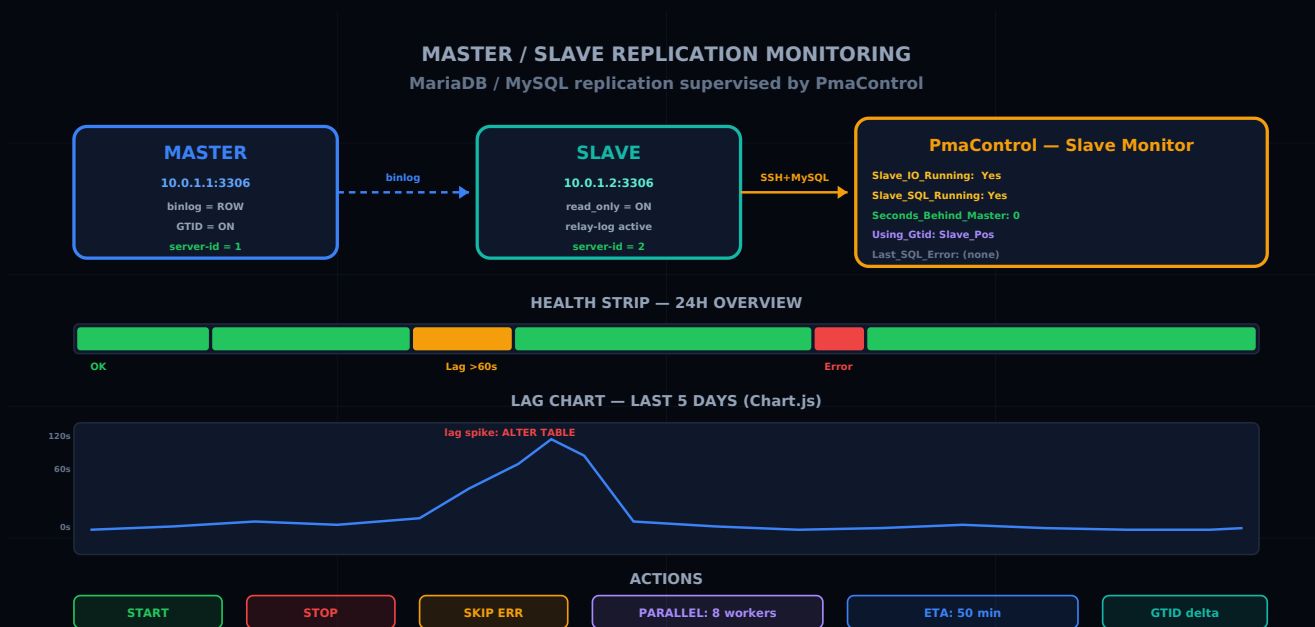 MASTER / SLAVE REPLICATION MONITORING
MariaDB / MySQL replication supervised by PmaControl
MASTER
10.0.1.1:3306
binlog = ROW
GTID = ON
server-id = 1
binlog
SLAVE
10.0.1.2:3306
read_only = ON
relay-log active
server-id = 2
SSH+MySQL
PmaControl — Slave Monitor
Slave_IO_Running: Yes
Slave_SQL_Running: Yes
Seconds_Behind_Master: 0
Using_Gtid: Slave_Pos
Last_SQL_Error: (none)
HEALTH STRIP — 24H OVERVIEW
OK
Lag >60s
Error
LAG CHART — LAST 5 DAYS (Chart.js)
lag spike: ALTER TABLE
120s
60s
0s
ACTIONS
START
STOP
SKIP ERR
PARALLEL: 8 workers
ETA: 50 min
GTID delta